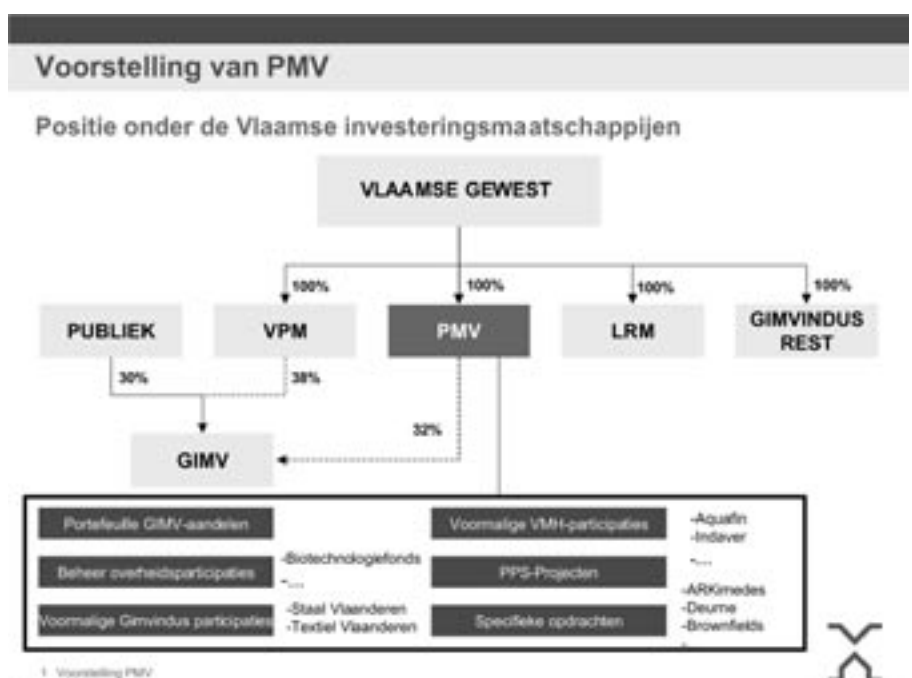 Voorstelling van PMV
Positie onder de Vlaamse investeringsmaatschappijen
VLAAMSE GEWEST
100%
100%
100%
100%
PUBLIEK
VPM
PMV
LRM
GIMVINDUS
REST
30%
38%
32%
GIMV
Portefeuille GIMV-aandelen
Beheer overheidsparticipaties
-Biotechnologiefonds
-....
Voormalige Gimvindus participaties
-Staal Vlaanderen
-Textiel Vlaanderen
Voormalige VMH-participaties
-Aquafin
-Indaver
-....
PPS-Projecten
Specifieke opdrachten
-ARKimedes
-Deurne
-Brownfields
1 Voorstelling PMV